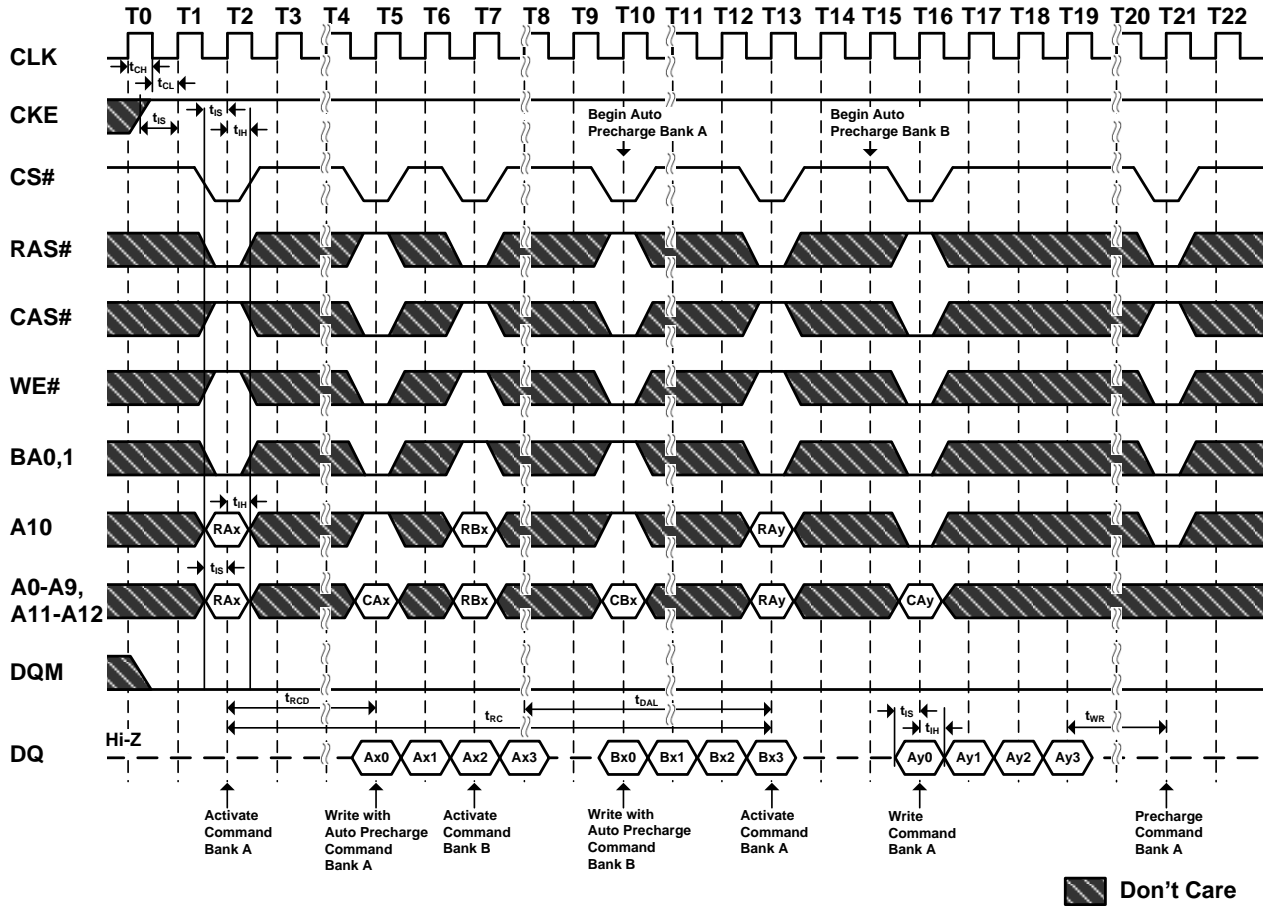 T0 T1 T2 T3 T4 T5 T6 T7 T8 T9 T10 T11 T12 T13 T14 T15 T16 T17 T18 T19 T20 T21 T22
CLK
tCH
tCL
CKE
tIS
tIS
tIH
Begin Auto
Precharge Bank A
Begin Auto
Precharge Bank B
CS#
RAS#
CAS#
WE#
BA0,1
tIH
A10
RAx RBx RAy
tIS
A0-A9,
A11-A12
RAx CAx RBx CBx RAy CAy
DQM
tRCD
tRC
tDAL
tIS
tIH
tWR
Hi-Z
DQ
Ax0 Ax1 Ax2 Ax3 Bx0 Bx1 Bx2 Bx3 Ay0 Ay1 Ay2 Ay3
Activate
Command
Bank A
Write with
Auto Precharge
Command
Bank A
Activate
Command
Bank B
Write with
Auto Precharge
Command
Bank B
Activate
Command
Bank A
Write
Command
Bank A
Precharge
Command
Bank A
Don't Care